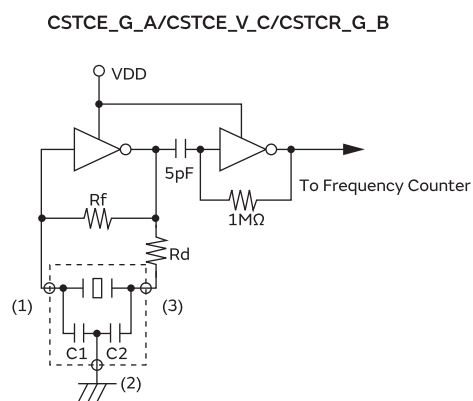 CSTCE_G_A/CSTCE_V_C/CSTCR_G_B
VDD
5pF
To Frequency Counter
Rf
1MΩ
Rd
(1)
(3)
C1
C2
(2)